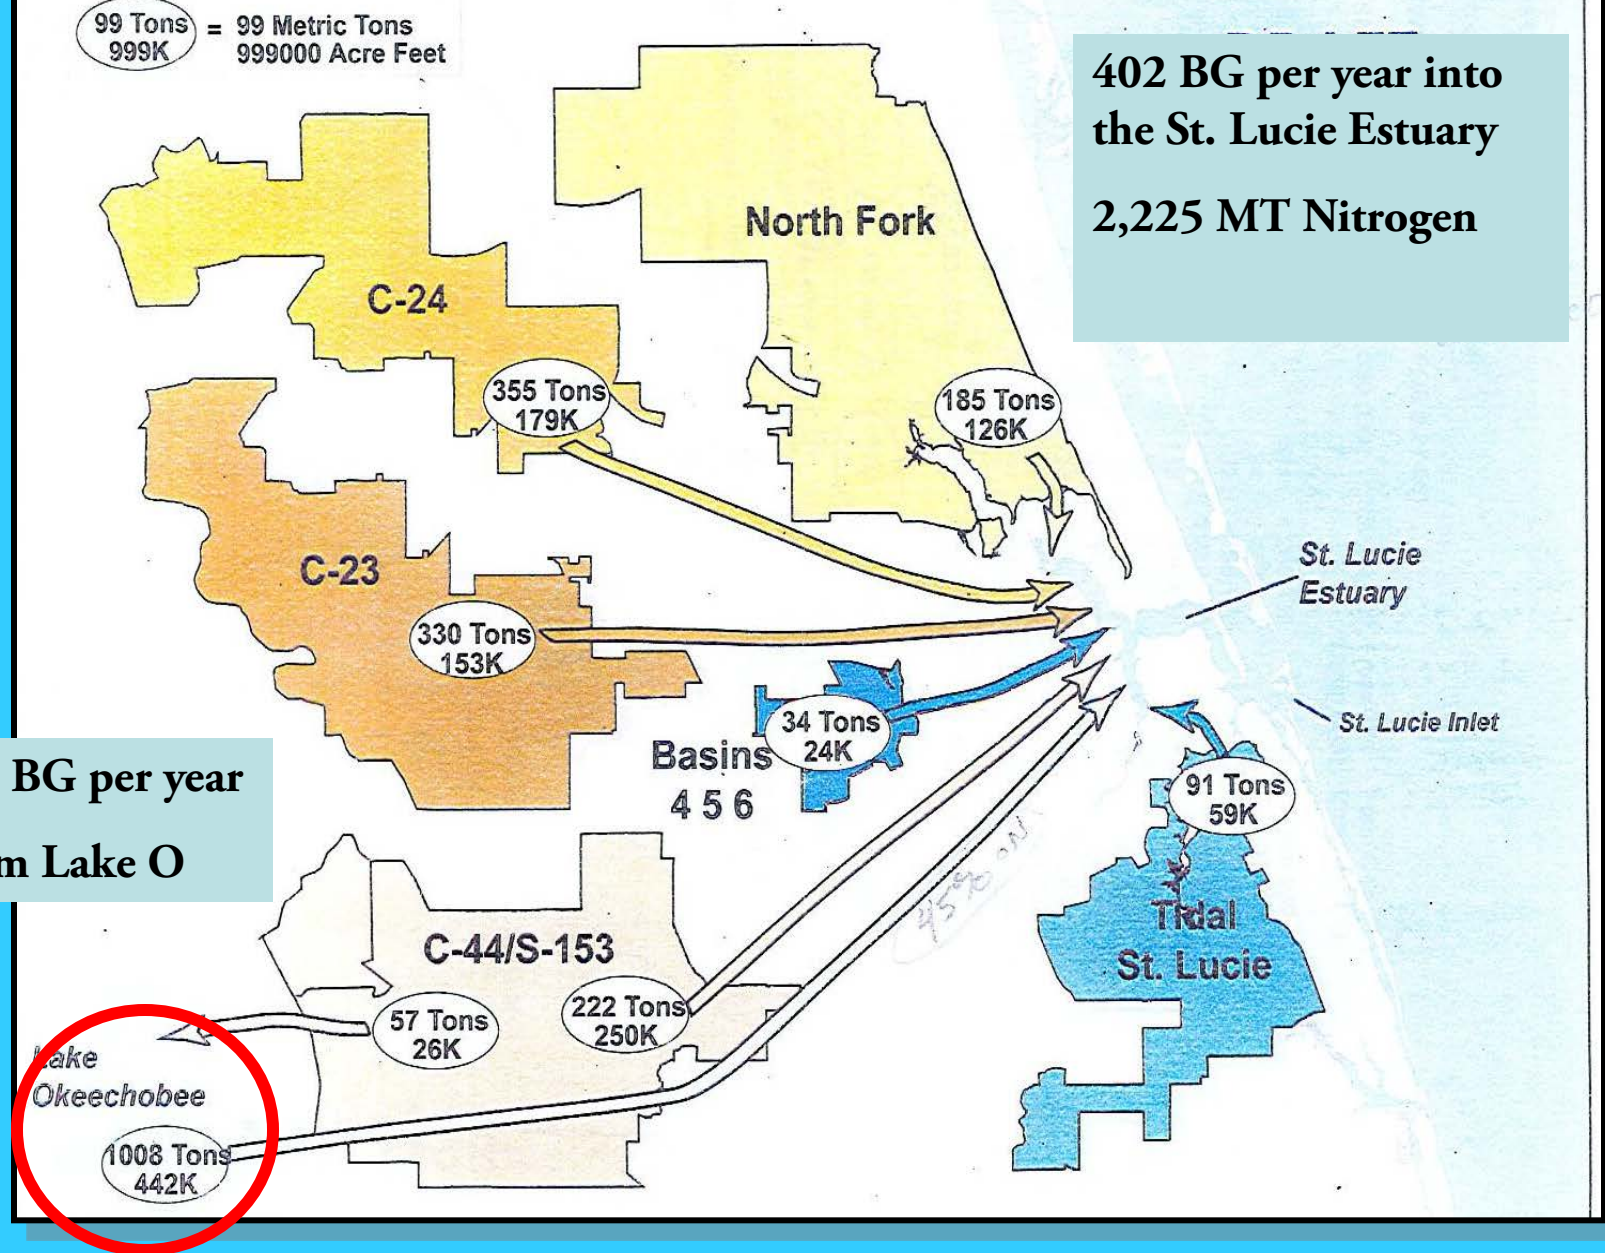 99 Tons = 99 Metric Tons
999K 999000 Acre Feet
402 BG per year into
the St. Lucie Estuary
2,225 MT Nitrogen
North Fork
C-24
355 Tons
179K
185 Tons
126K
C-23
St. Lucie
Estuary
330 Tons
153K
34 Tons
24K
St. Lucie Inlet
Basins
4 5 6
BG per year
m Lake O
91 Tons
59K
45%
C-44/S-153
Tidal
St. Lucie
57 Tons
26K
222 Tons
250K
Lake
Okeechobee
1008 Tons
442K